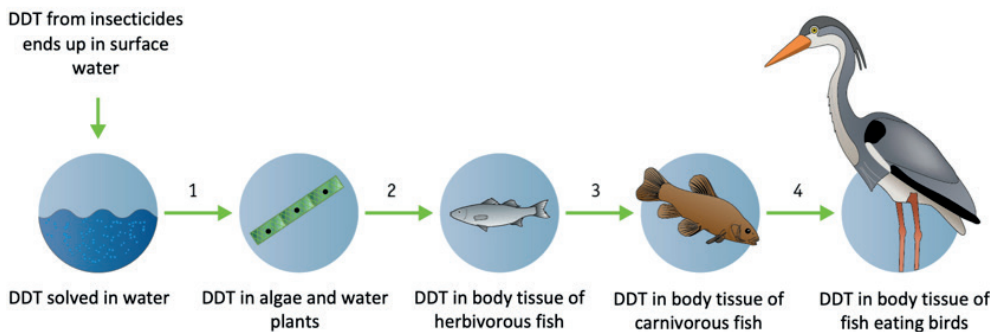 DDT from insecticides
ends up in surface
water
1
2
3
4
DDT solved in water
DDT in algae and water
plants
DDT in body tissue of
herbivorous fish
DDT in body tissue of
carnivorous fish
DDT in body tissue of
fish eating birds